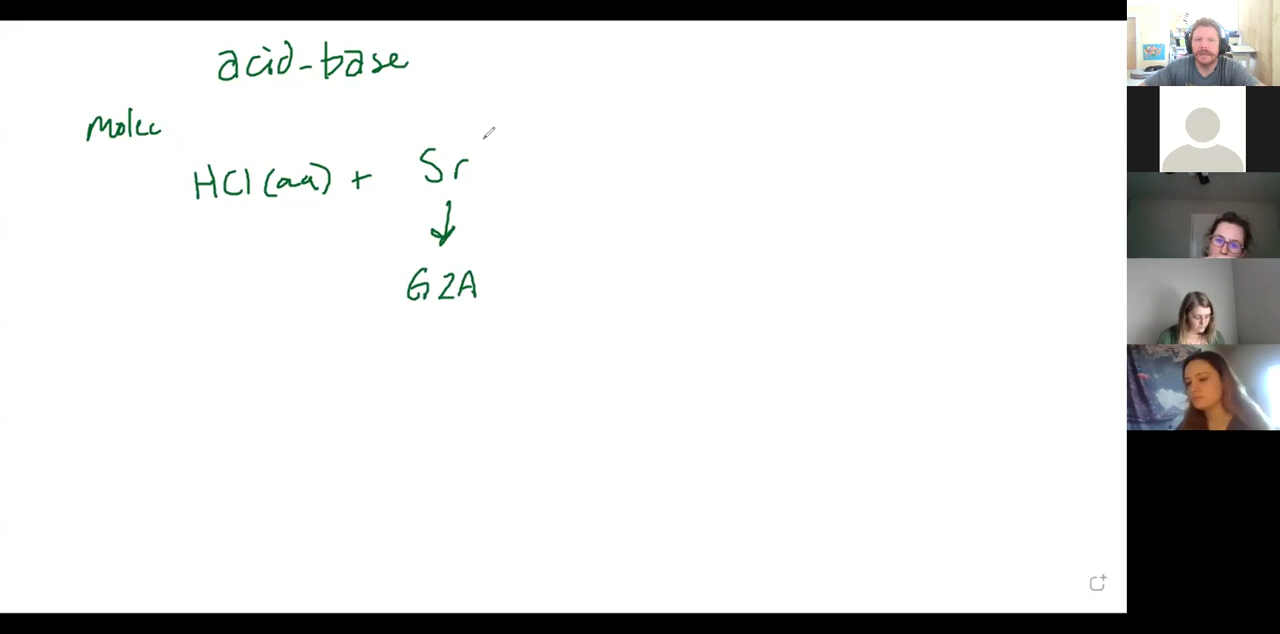 acid-base
Molec
HCl(aq) + Sr
↓
G2A